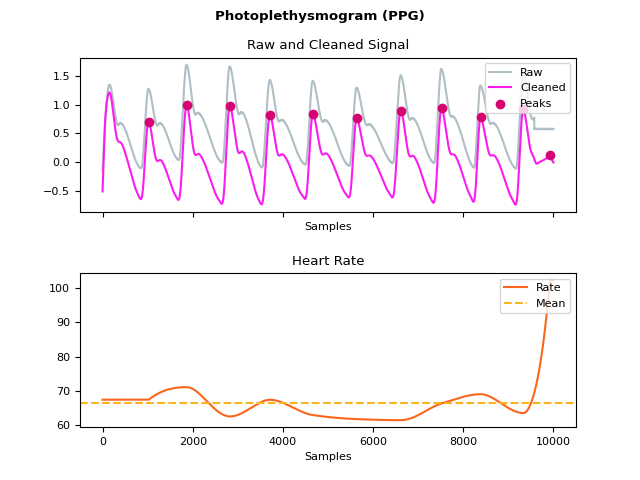 Photoplethysmogram (PPG)
Raw and Cleaned Signal
1.5
1.0
0.5
0.0
−0.5
Raw
Cleaned
Peaks
Samples
Heart Rate
100
90
80
70
60
Rate
Mean
0
2000
4000
6000
8000
10000
Samples